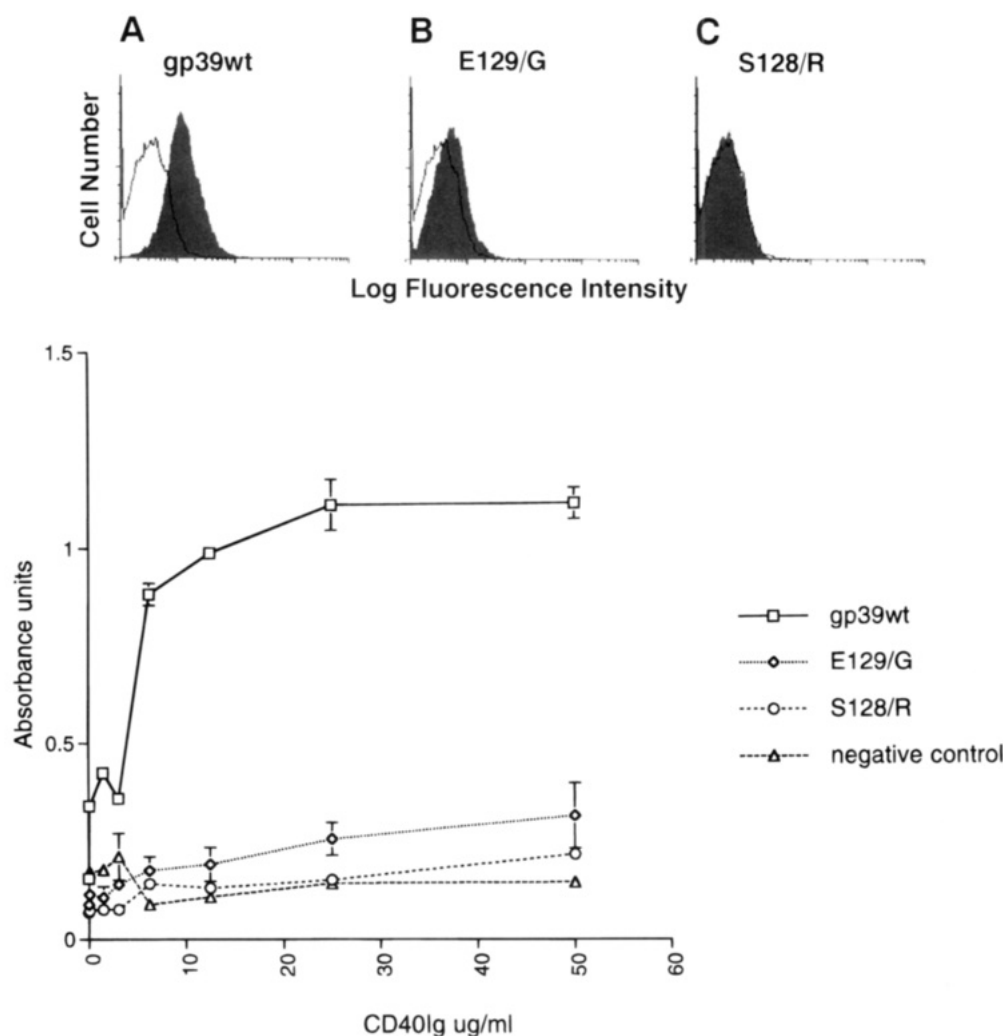 A
B
C
gp39wt
E129/G
S128/R
Cell Number
Log Fluorescence Intensity
1.5
1
0.5
0
Absorbance units
0
10
20
30
40
50
60
CD40Ig ug/ml
gp39wt
E129/G
S128/R
negative control